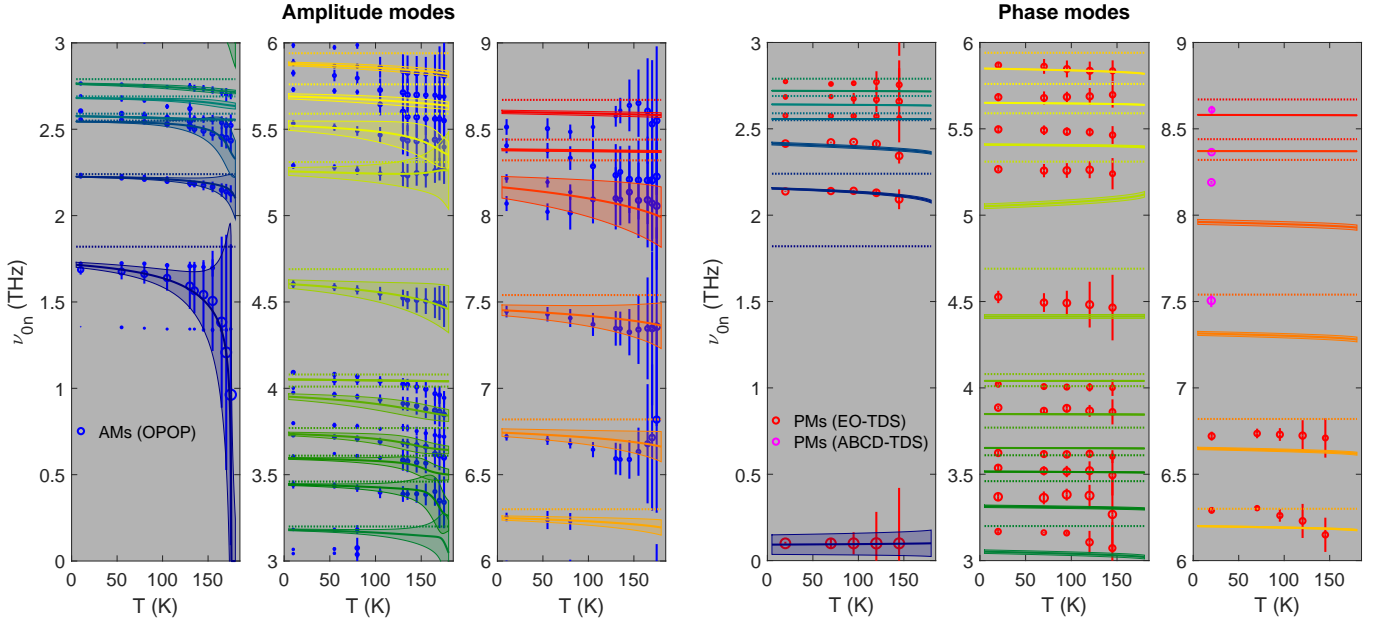 Amplitude modes
Phase modes
3
2.5
2
1.5
1
0.5
0
ν0n (THz)
0 50 100 150
T (K)
AMs (OPOP)
6
5.5
5
4.5
4
3.5
3
0 50 100 150
T (K)
9
8.5
8
7.5
7
6.5
6
0 50 100 150
T (K)
3
2.5
2
1.5
1
0.5
0
ν0n (THz)
0 50 100 150
T (K)
PMs (EO-TDS)
PMs (ABCD-TDS)
6
5.5
5
4.5
4
3.5
3
0 50 100 150
T (K)
9
8.5
8
7.5
7
6.5
6
0 50 100 150
T (K)